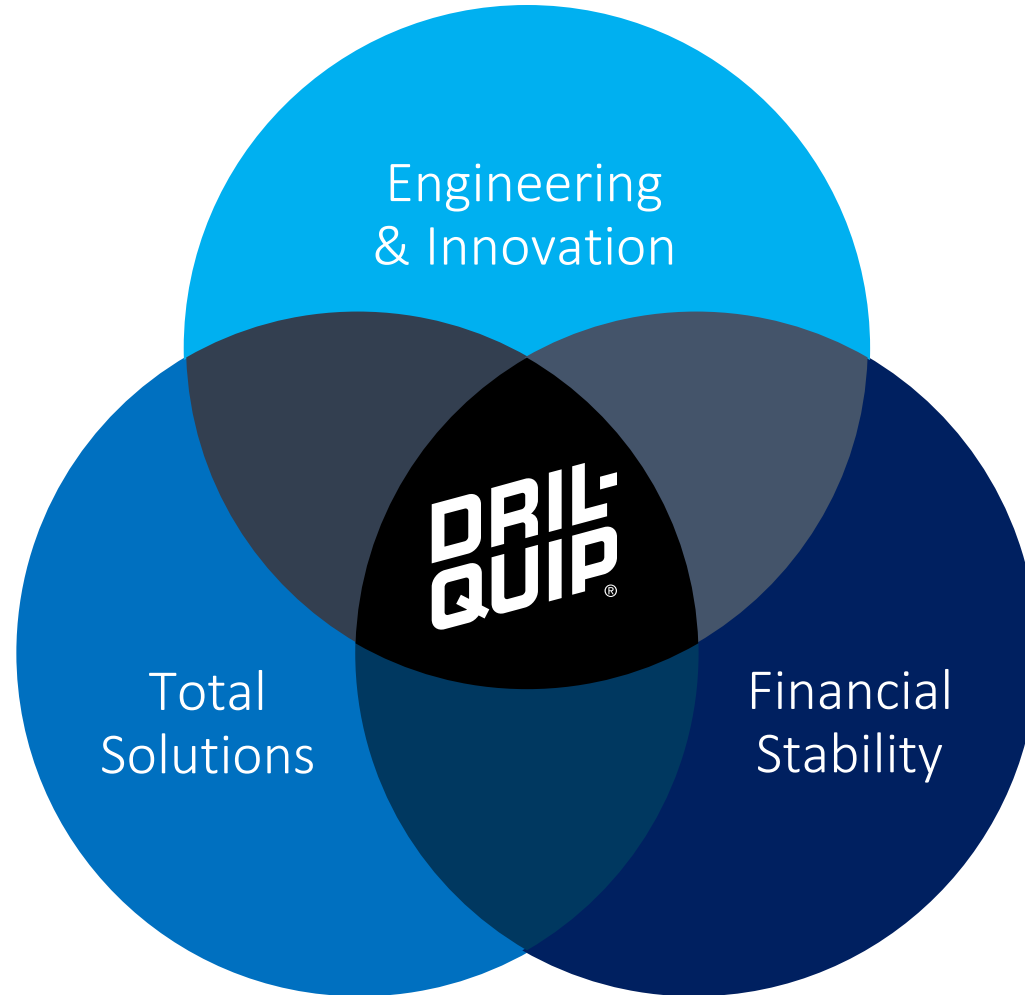 Engineering
& Innovation
DRIL-
QUIP®
Total
Solutions
Financial
Stability